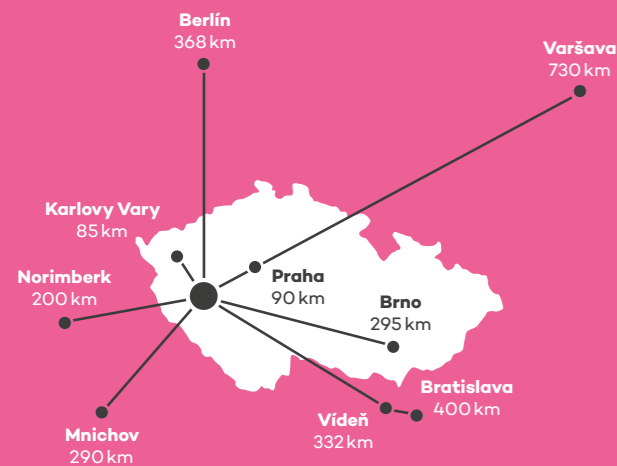 Berlín
368 km
Varšava
730 km
Karlovy Vary
85 km
Norimberk
200 km
Praha
90 km
Brno
295 km
Bratislava
400 km
Vídeň
332 km
Mnichov
290 km